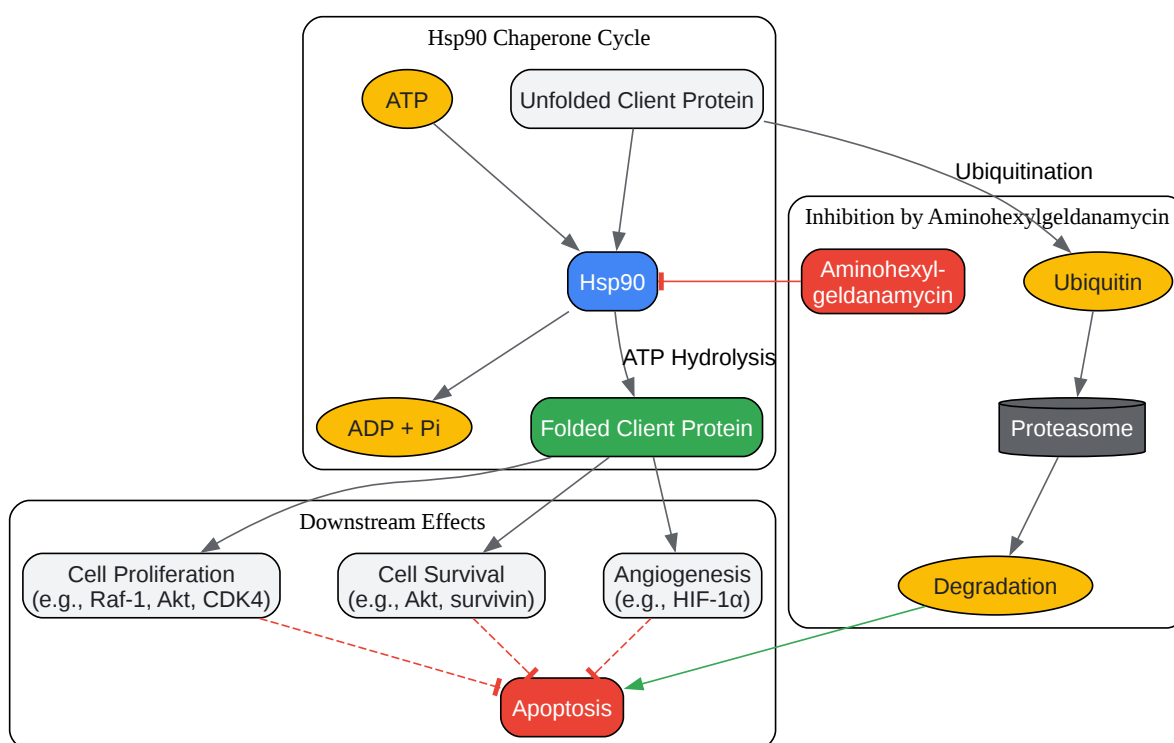 Hsp90 Chaperone Cycle
ATP
Unfolded Client Protein
Ubiquitination
Inhibition by Aminohexylgeldanamycin
Hsp90
Aminohexyl-
geldanamycin
Ubiquitin
ATP Hydrolysis
ADP + Pi
Folded Client Protein
Proteasome
Downstream Effects
Cell Proliferation
(e.g., Raf-1, Akt, CDK4)
Cell Survival
(e.g., Akt, survivin)
Angiogenesis
(e.g., HIF-1α)
Degradation
Apoptosis